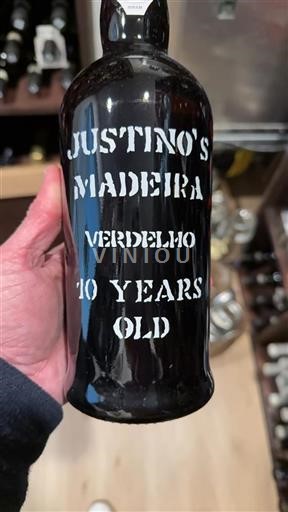 JUSTINO'S
MADEIRA
VERDELHO
VINIOU
10 YEARS
OLD